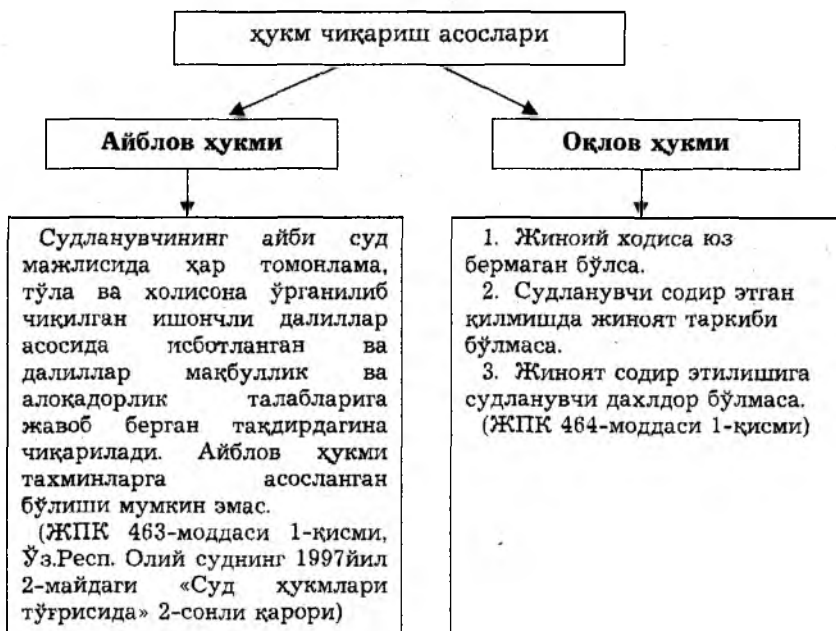 ҳукм чиқариш асослари
Айблов ҳукми
Оқлов ҳукми
Судланувчининг айби суд
мажлисида ҳар томонлама,
тўла ва холисона ўрганилиб
чиқилган ишончли далиллар
асосида исботланган ва
далиллар мақбуллик ва
алоқадорлик талабларига
жавоб берган тақдирдагина
чиқарилади. Айблов ҳукми
тахминларга асосланган
бўлиши мумкин эмас.
(ЖПК 463-моддаси 1-қисми,
Ўз.Респ. Олий суднинг 1997йил
2-майдаги «Суд ҳукмлари
тўғрисида» 2-сонли қарори)
1. Жиноий ходиса юз
бермаган бўлса.
2. Судланувчи содир этган
қилмишда жиноят таркиби
бўлмаса.
3. Жиноят содир этилишига
судланувчи дахлдор бўлмаса.
(ЖПК 464-моддаси 1-қисми)